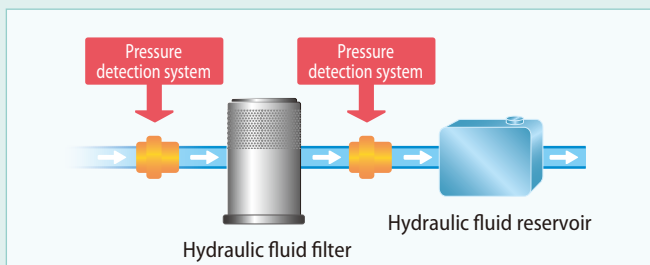 Pressure
detection system
Pressure
detection system
Hydraulic fluid filter
Hydraulic fluid reservoir